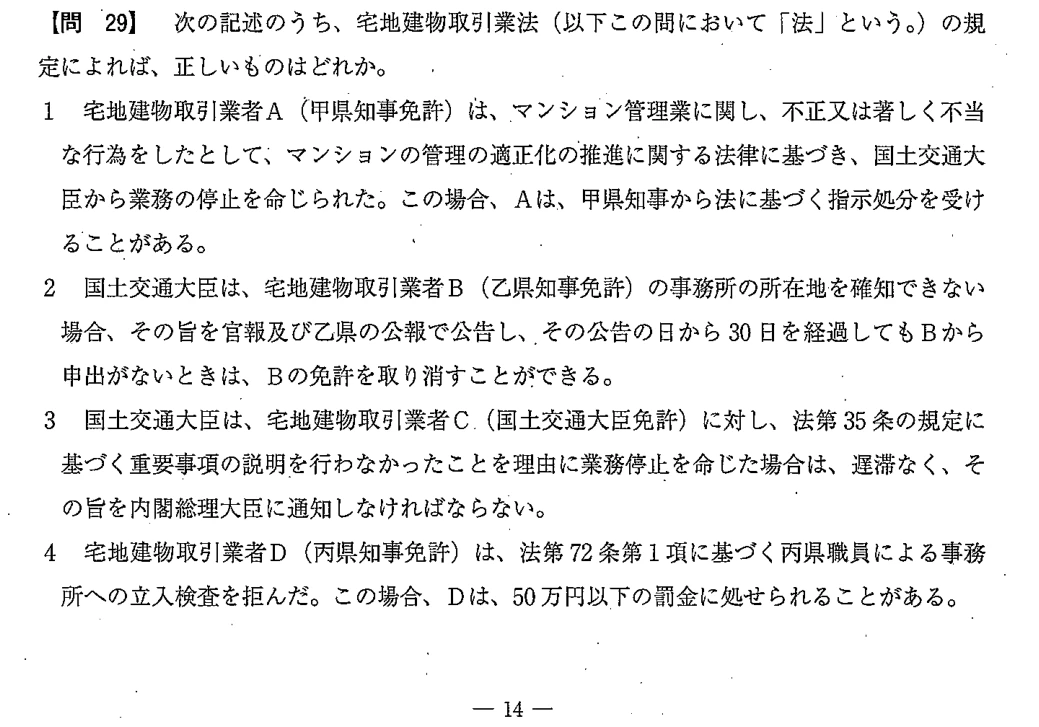 【問 29】 次の記述のうち、宅地建物取引業法（以下この問において「法」という。）の規
定によれば、正しいものはどれか。
1 宅地建物取引業者A（甲県知事免許）は、マンション管理業に関し、不正又は著しく不当
な行為をしたとして、マンションの管理の適正化の推進に関する法律に基づき、国土交通大
臣から業務の停止を命じられた。この場合、Aは、甲県知事から法に基づく指示処分を受け
ることがある。
2 国土交通大臣は、宅地建物取引業者B（乙県知事免許）の事務所の所在地を確知できない
場合、その旨を官報及び乙県の公報で公告し、その公告の日から30日を経過してもBから
申出がないときは、Bの免許を取り消すことができる。
3 国土交通大臣は、宅地建物取引業者C（国土交通大臣免許）に対し、法第35条の規定に
基づく重要事項の説明を行わなかったことを理由に業務停止を命じた場合は、遅滞なく、そ
の旨を内閣総理大臣に通知しなければならない。
4 宅地建物取引業者D（丙県知事免許）は、法第72条第1項に基づく丙県職員による事務
所への立入検査を拒んだ。この場合、Dは、50万円以下の罰金に処せられることがある。
— 14 —